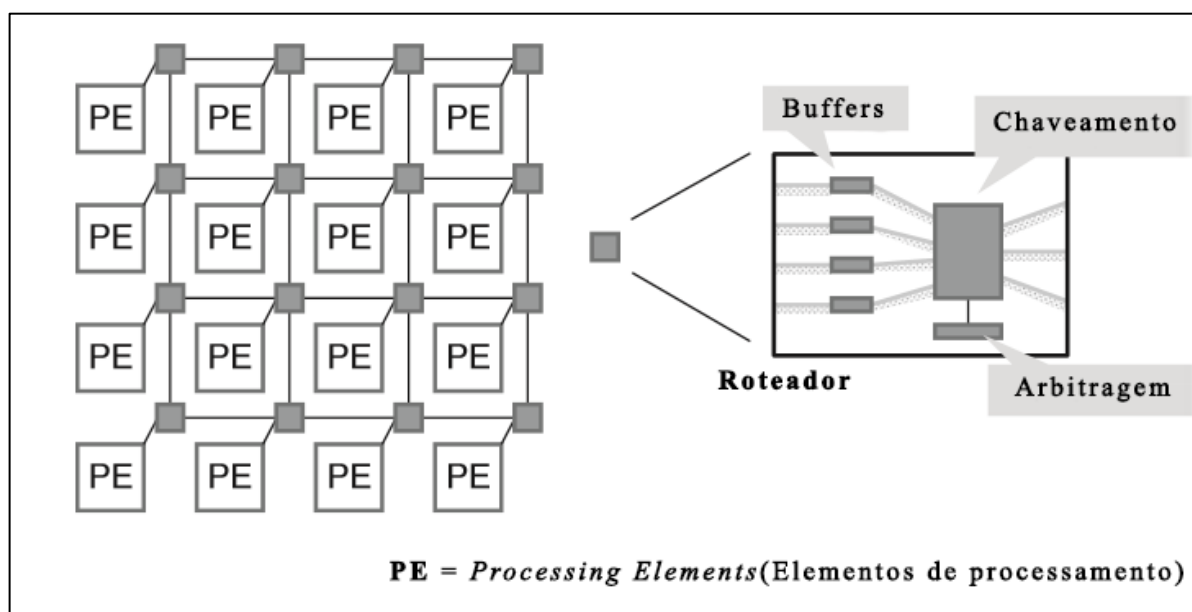 PE PE PE PE
PE PE PE PE
PE PE PE PE
PE PE PE PE
Buffers
Chaveamento
Roteador
Arbitragem
PE = Processing Elements(Elementos de processamento)